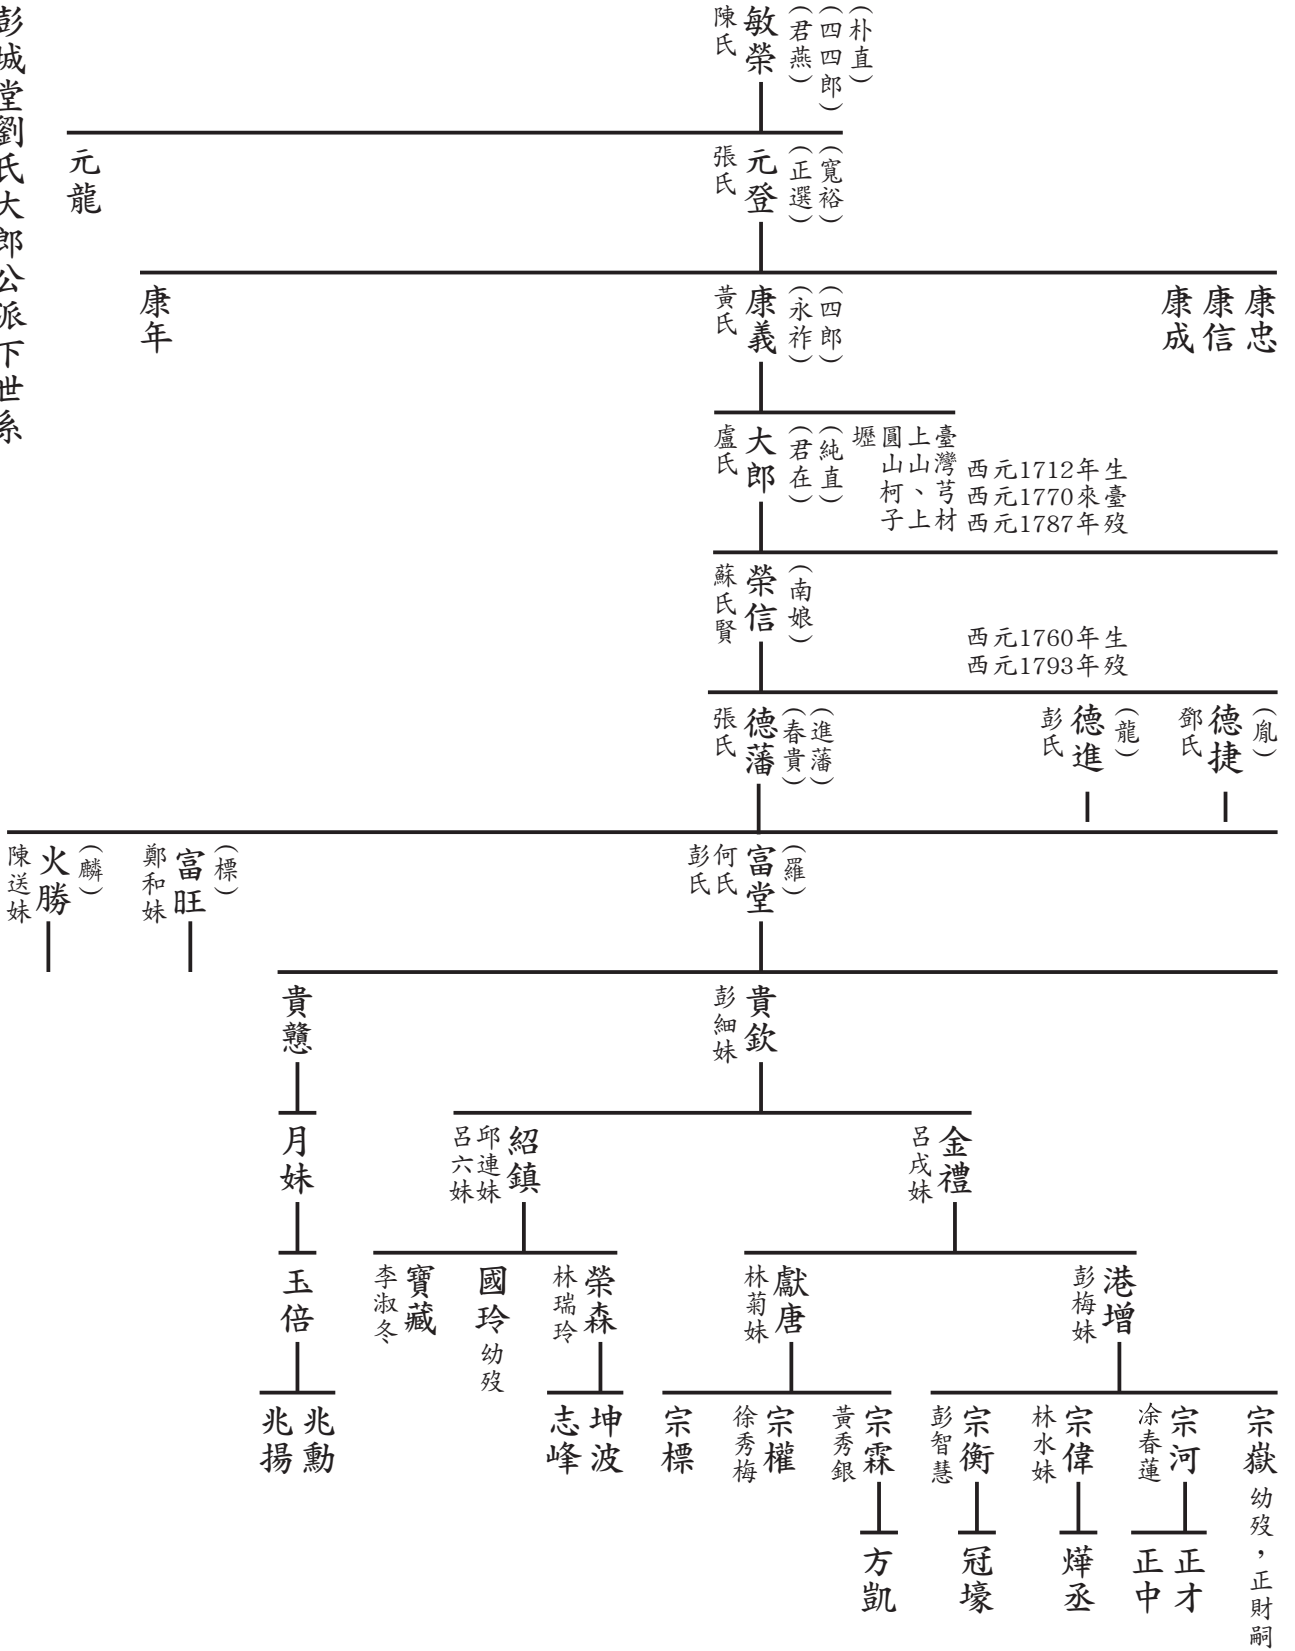 彭城堂劉氏大郎公派下世系
(朴直)
(四四郎)
(君燕)
敏榮
陳氏
(寬裕)
(正選)
元登
張氏
元龍
康忠
康信
康成
(四郎)
(永祚)
康義
黃氏
康年
西元1712年生
西元1770來臺
西元1787年歿
臺灣芎材
上山、上
圓山柯子
壢
(純直)
(君在)
大郎
盧氏
西元1760年生
西元1793年歿
(南娘)
榮信
蘇氏賢
(胤)
德捷
鄧氏
(龍)
德進
彭氏
(進藩)
(春貴)
德藩
張氏
(羅)
富堂
何氏
彭氏
(標)
富旺
鄭和妹
(麟)
火勝
陳送妹
貴欽
彭細妹
貴戇
金禮
呂戌妹
紹鎮
邱連妹
呂六妹
月妹
港增
彭梅妹
獻唐
林菊妹
榮森
林瑞玲
國玲 幼歿
寶藏
李淑冬
玉倍
宗嶽 幼歿，正財嗣
宗河
凃春蓮
宗偉
林水妹
宗衡
彭智慧
宗霖
黃秀銀
宗權
徐秀梅
宗標
坤波
志峰
兆勳
兆揚
正才
正中
燁丞
冠壕
方凱